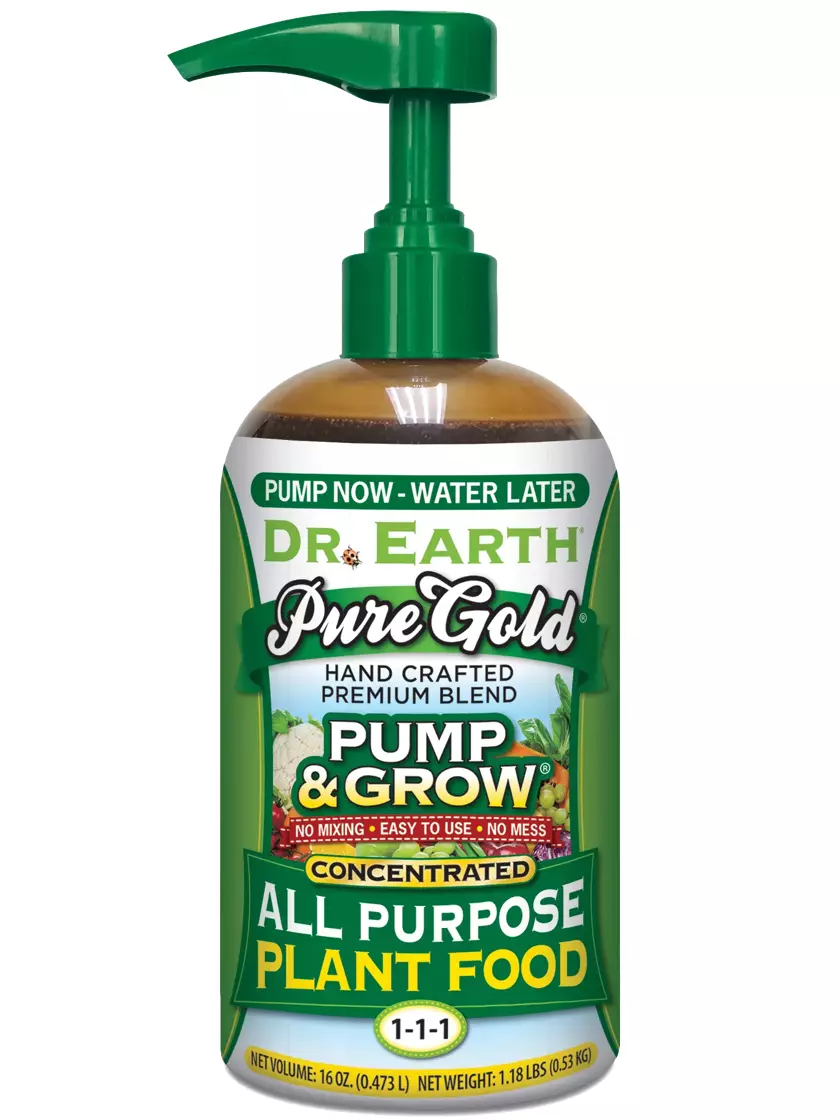 PUMP NOW - WATER LATER
DR. EARTH®
Pure Gold®
HAND CRAFTED
PREMIUM BLEND
PUMP
& GROW®
NO MIXING • EASY TO USE • NO MESS
CONCENTRATED
ALL PURPOSE
PLANT FOOD
1-1-1
NET VOLUME: 16 OZ. (0.473 L) NET WEIGHT: 1.18 LBS (0.53 KG)